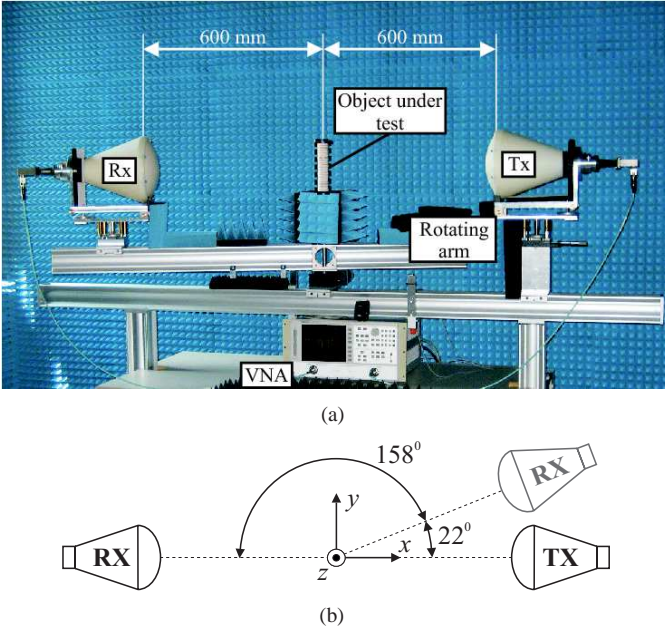 600 mm 600 mm
Object under
test
Rx
Tx
Rotating
arm
VNA
(a)
158⁰
RX
y
22⁰
RX
x
TX
z
(b)